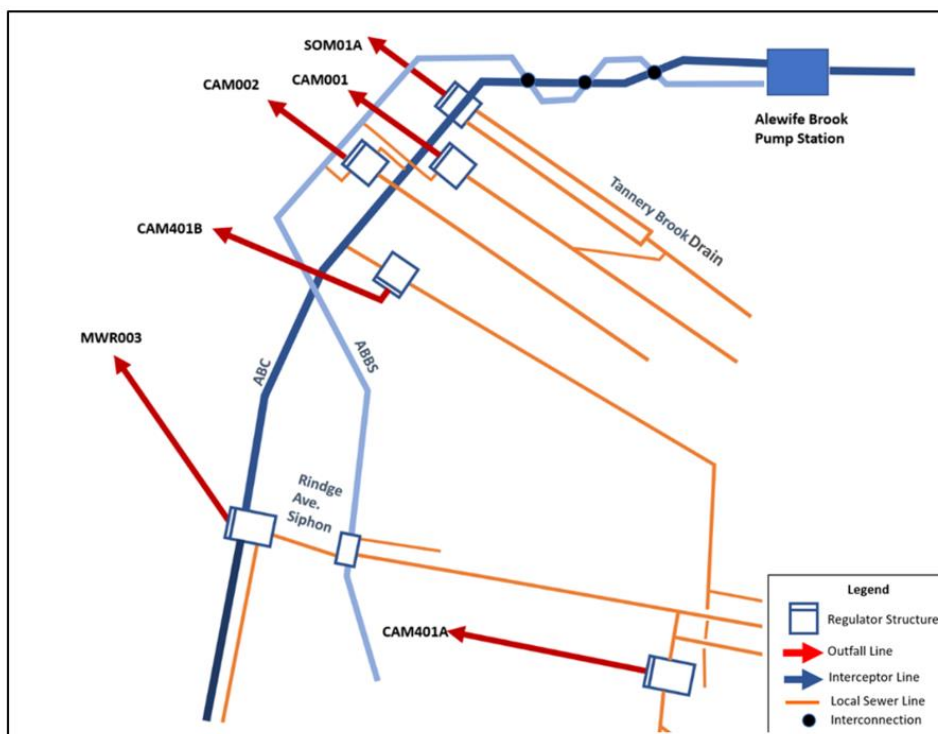 SOM01A
CAM001
CAM002
Alewife Brook
Pump Station
Tannery Brook Drain
CAM401B
MWR003
ABC
ABBS
Rindge
Ave.
Siphon
CAM401A
Legend
Regulator Structure
Outfall Line
Interceptor Line
Local Sewer Line
Interconnection